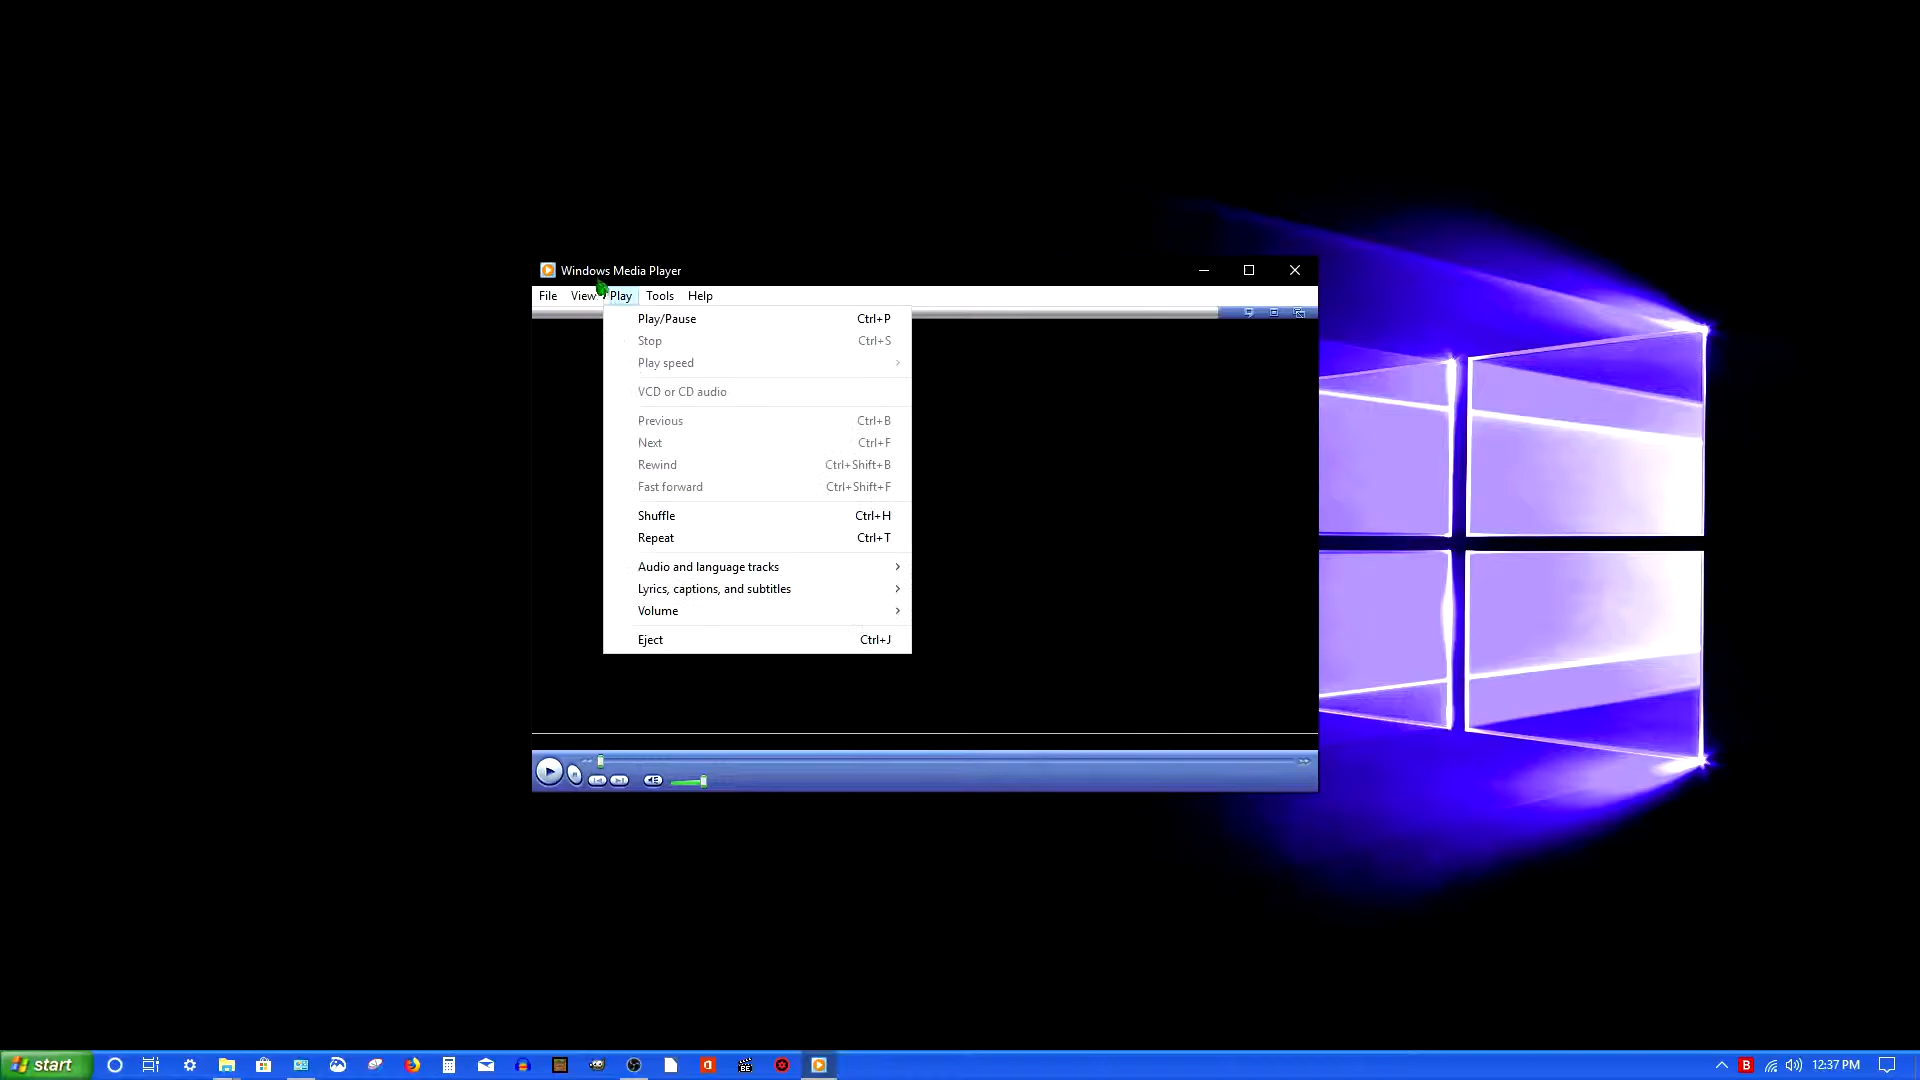 Windows Media Player
File View Play Tools Help
Play/Pause Ctrl+P
Stop Ctrl+S
Play speed
VCD or CD audio
Previous Ctrl+B
Next Ctrl+F
Rewind Ctrl+Shift+B
Fast forward Ctrl+Shift+F
Shuffle Ctrl+H
Repeat Ctrl+T
Audio and language tracks
Lyrics, captions, and subtitles
Volume
Eject Ctrl+J
start B 12:37 PM